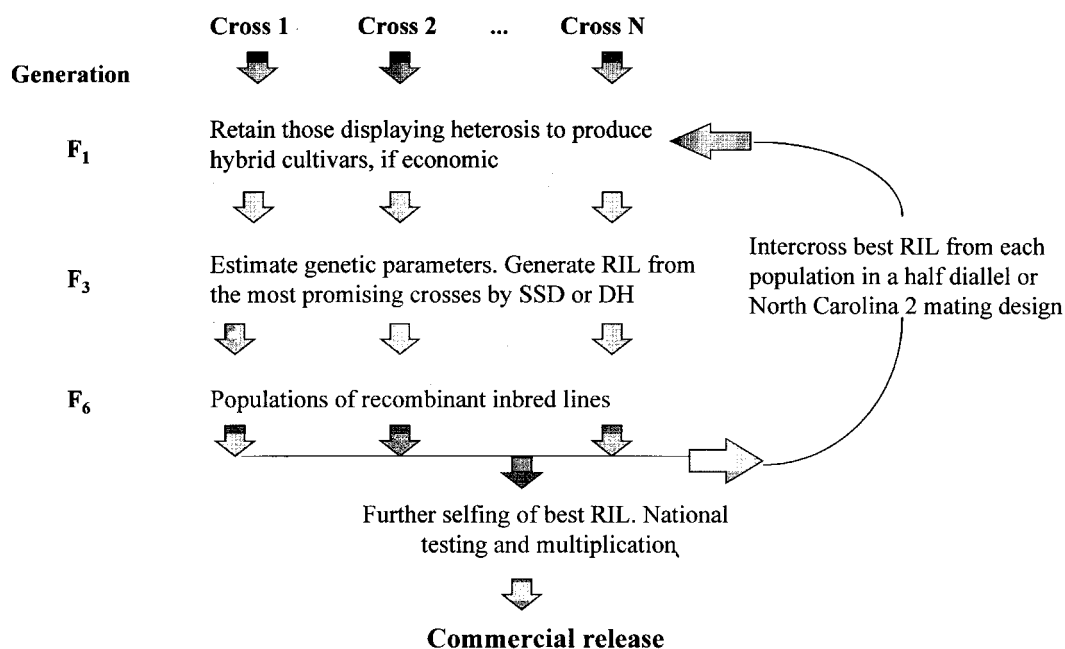 Cross 1 Cross 2 ... Cross N
Generation
F₁
Retain those displaying heterosis to produce
hybrid cultivars, if economic
F₃
Estimate genetic parameters. Generate RIL from
the most promising crosses by SSD or DH
Intercross best RIL from each
population in a half diallel or
North Carolina 2 mating design
F₆
Populations of recombinant inbred lines
Further selfing of best RIL. National
testing and multiplication
Commercial release